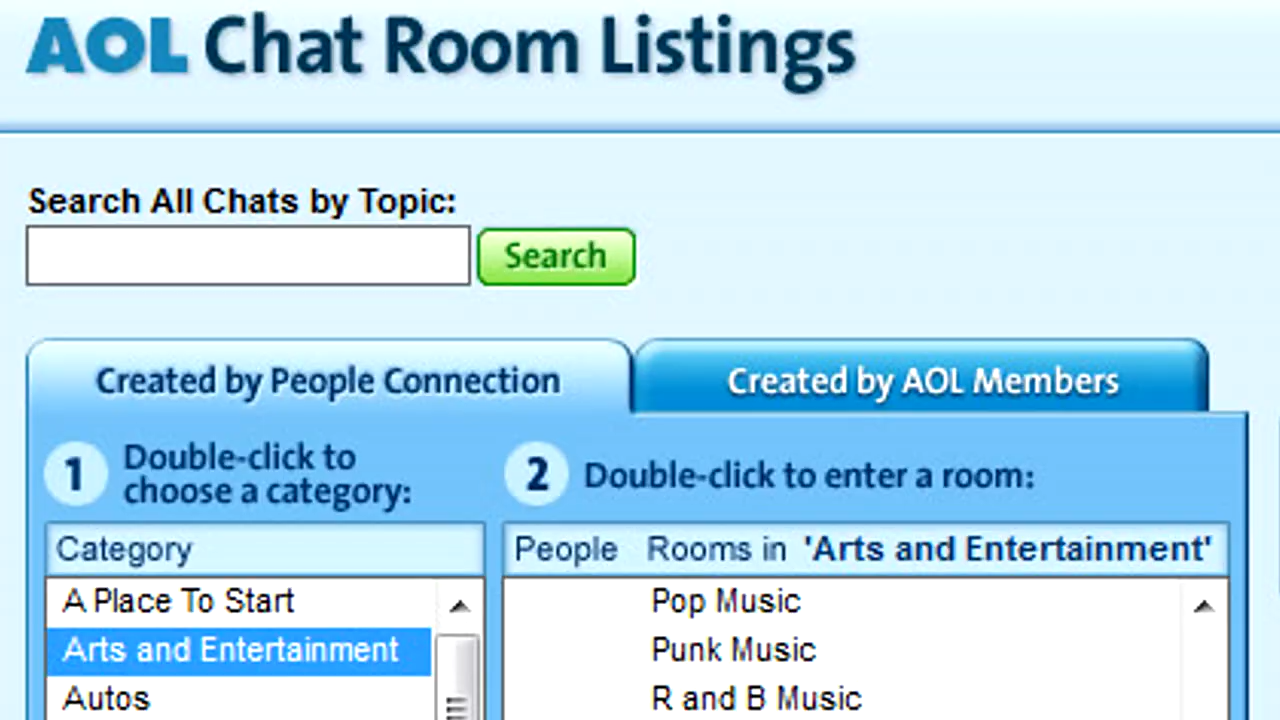 AOL Chat Room Listings
Search All Chats by Topic:
Search
Created by People Connection
Created by AOL Members
1 Double-click to
choose a category:
2 Double-click to enter a room:
Category
People Rooms in 'Arts and Entertainment'
A Place To Start
Arts and Entertainment
Autos
Pop Music
Punk Music
R and B Music